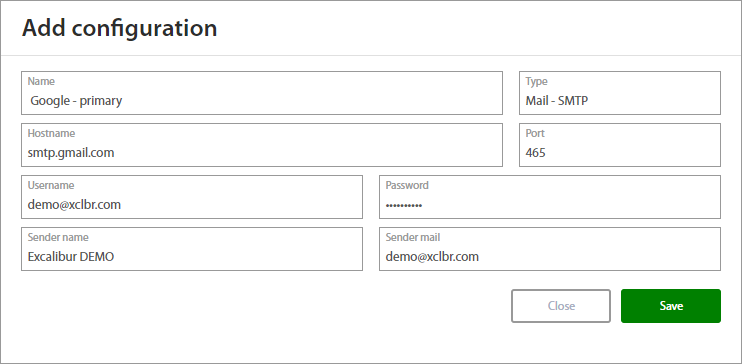 Add configuration
Name
Type
Google - primary
Mail - SMTP
Hostname
Port
smtp.gmail.com
465
Username
Password
demo@xclbr.com
••••••••••
Sender name
Sender mail
Excalibur DEMO
demo@xclbr.com
Close
Save